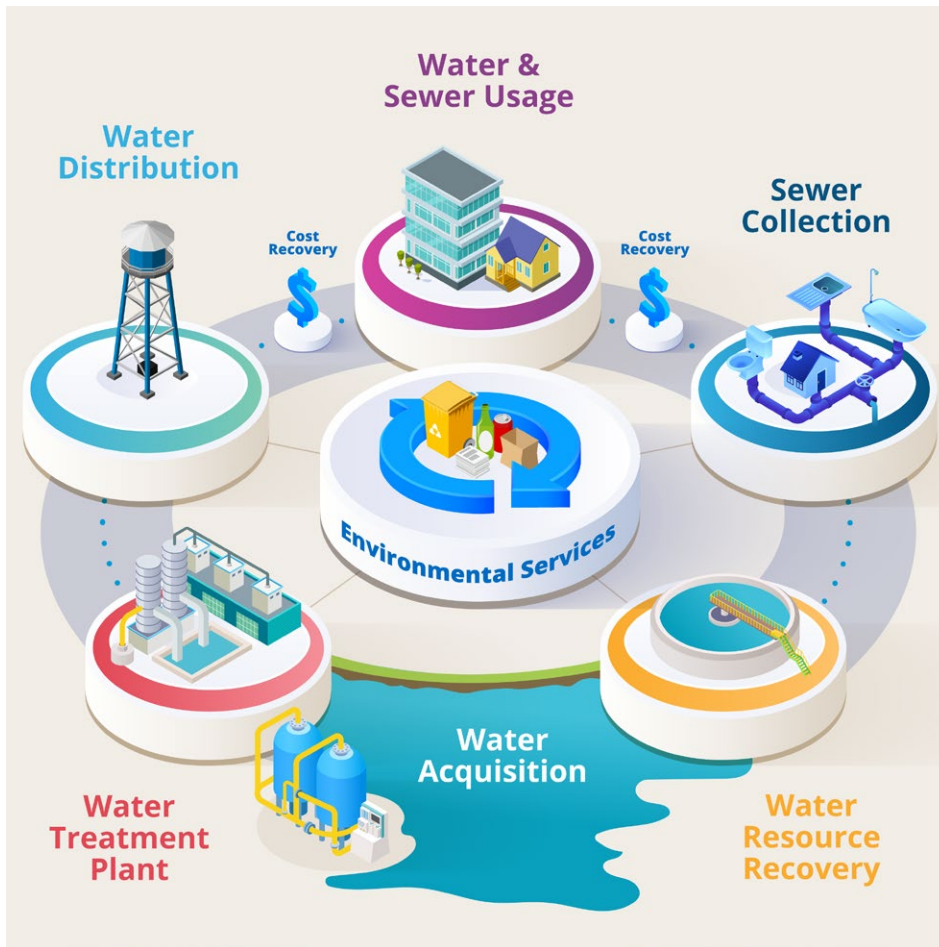 Water &
Sewer Usage
Water
Distribution
Sewer
Collection
Cost
Recovery
$
Cost
Recovery
$
Environmental Services
Water
Acquisition
Water
Treatment
Plant
Water
Resource
Recovery